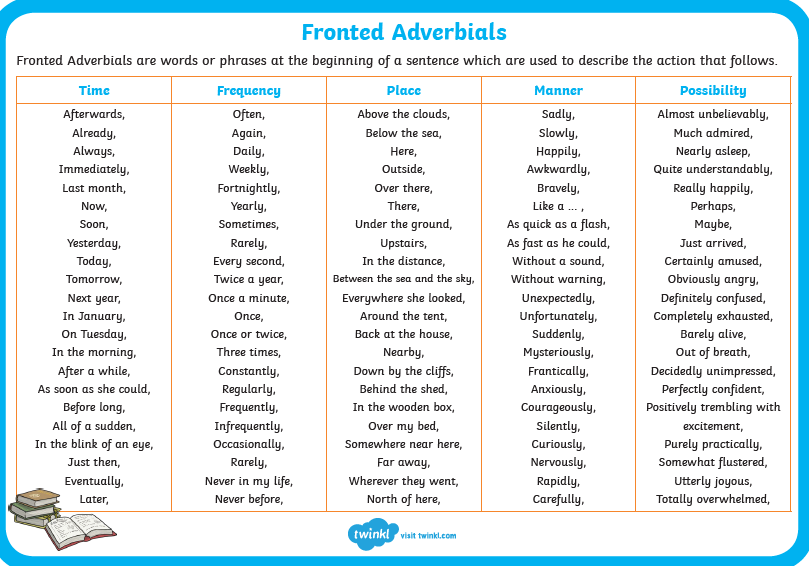 Fronted Adverbials
Fronted Adverbials are words or phrases at the beginning of a sentence which are used to describe the action that follows.
Time
Afterwards,
Already,
Always,
Immediately,
Last month,
Now,
Soon,
Yesterday,
Today,
Tomorrow,
Next year,
In January,
On Tuesday,
In the morning,
After a while,
As soon as she could,
Before long,
All of a sudden,
In the blink of an eye,
Just then,
Eventually,
Later,
Frequency
Often,
Again,
Daily,
Weekly,
Fortnightly,
Yearly,
Sometimes,
Rarely,
Every second,
Twice a year,
Once a minute,
Once,
Once or twice,
Three times,
Constantly,
Regularly,
Frequently,
Infrequently,
Occasionally,
Rarely,
Never in my life,
Never before,
Place
Above the clouds,
Below the sea,
Here,
Outside,
Over there,
There,
Under the ground,
Upstairs,
In the distance,
Between the sea and the sky,
Everywhere she looked,
Around the tent,
Back at the house,
Nearby,
Down by the cliffs,
Behind the shed,
In the wooden box,
Over my bed,
Somewhere near here,
Far away,
Wherever they went,
North of here,
Manner
Sadly,
Slowly,
Happily,
Awkwardly,
Bravely,
Like a ... ,
As quick as a flash,
As fast as he could,
Without a sound,
Without warning,
Unexpectedly,
Unfortunately,
Suddenly,
Mysteriously,
Frantically,
Anxiously,
Courageously,
Silently,
Curiously,
Nervously,
Rapidly,
Carefully,
Possibility
Almost unbelievably,
Much admired,
Nearly asleep,
Quite understandably,
Really happily,
Perhaps,
Maybe,
Just arrived,
Certainly amused,
Obviously angry,
Definitely confused,
Completely exhausted,
Barely alive,
Out of breath,
Decidedly unimpressed,
Perfectly confident,
Positively trembling with
excitement,
Purely practically,
Somewhat flustered,
Utterly joyous,
Totally overwhelmed,
twinkl
visit twinkl.com